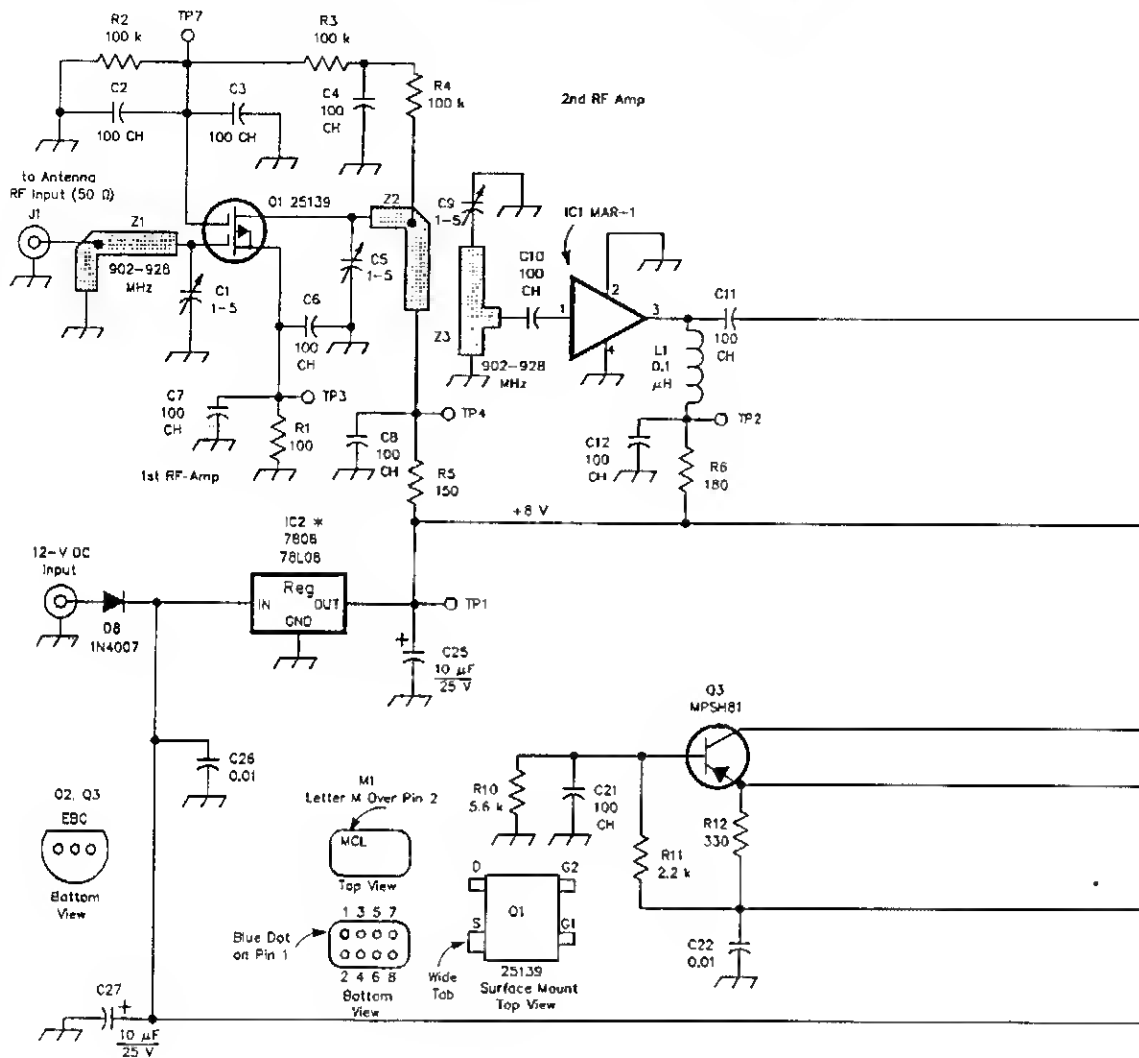 R2
100 k
TP7
R3
100 k
C2
100 CH
C3
100 CH
C4
100
CH
R4
100 k
2nd RF Amp
to Antenna
RF Input (50 Ω)
J1
Z1
902-928
MHz
C1
1-5
Q1 25139
Z2
C5
1-5
C6
100
CH
C9
1-5
Z3
902-928
MHz
C10
100
CH
IC1 MAR-1
1
2
3
4
C11
100
CH
L1
0.1
μH
C7
100
CH
TP3
R1
100
1st RF-Amp
C8
100
CH
TP4
R5
150
C12
100
CH
TP2
R6
180
+8 V
12-V DC
Input
D8
1N4007
IC2 *
7808
78L08
Reg
IN
OUT
GND
TP1
+
C25
10 μF
25 V
C26
0.01
Q3
MPSH81
R10
5.6 k
C21
100
CH
R11
2.2 k
R12
330
C22
0.01
Q2, Q3
EBC
Bottom
View
M1
Letter M Over Pin 2
MCL
Top View
Blue Dot
on Pin 1
1 3 5 7
2 4 6 8
Bottom
View
D
G2
Q1
S
G1
Wide
Tab
25139
Surface Mount
Top View
C27
+
10 μF
25 V